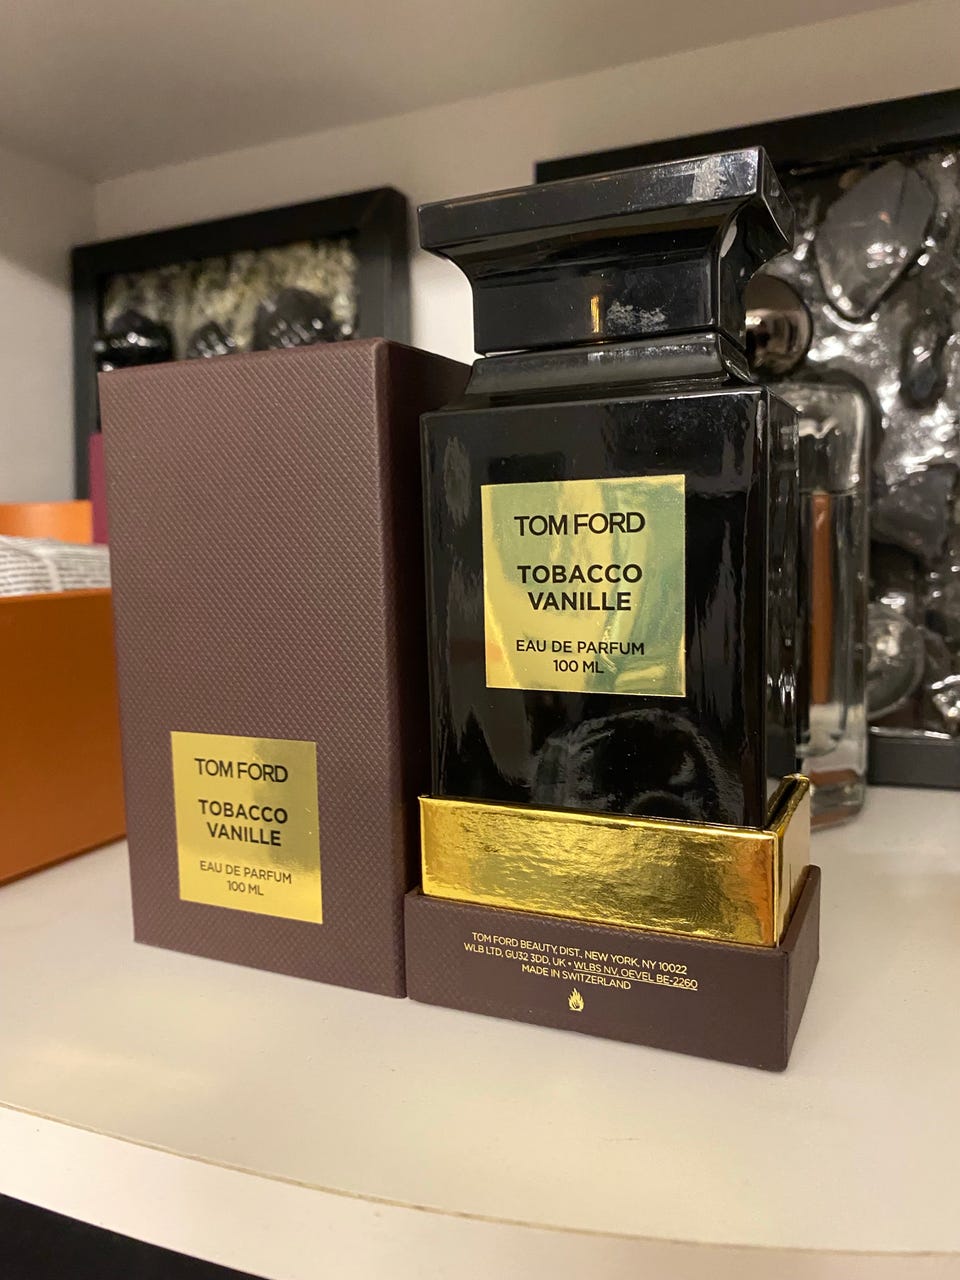 TOM FORD
TOBACCO
VANILLE
EAU DE PARFUM
100 ML
TOM FORD
TOBACCO
VANILLE
EAU DE PARFUM
100 ML
TOM FORD BEAUTY, DIST., NEW YORK, NY 10022
WLB LTD, GU32 3DD, UK • WLBS NV, OEVEL BE-2260
MADE IN SWITZERLAND